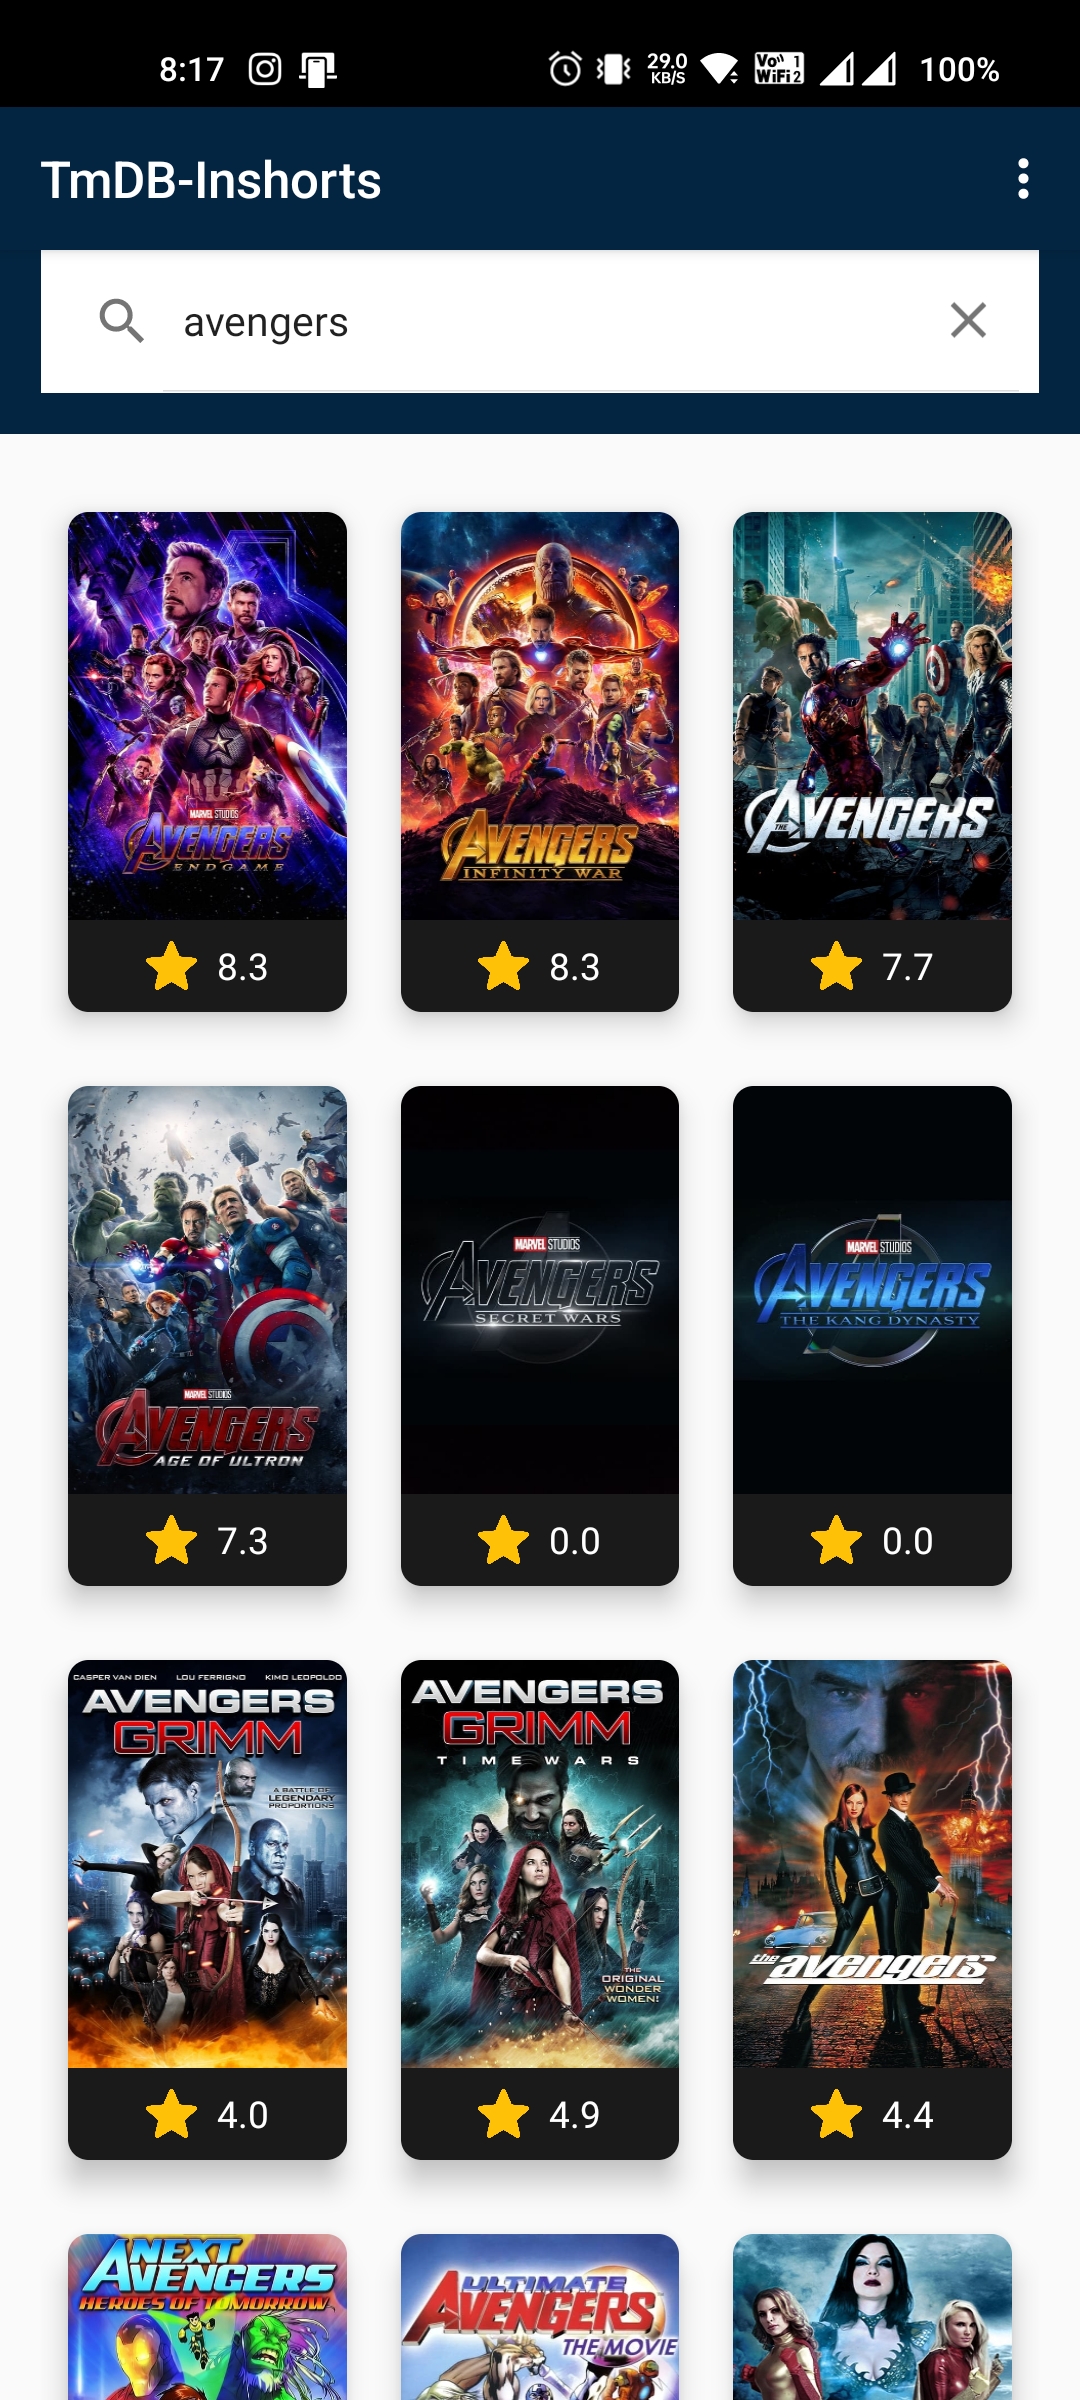 8:17
29.0
KB/S
Vo 1
WiFi 2
100%
TmDB-Inshorts
avengers
MARVEL STUDIOS
AVENGERS
ENDGAME
8.3
AVENGERS
INFINITY WAR
8.3
THE
AVENGERS
7.7
MARVEL STUDIOS
AVENGERS
AGE OF ULTRON
7.3
MARVEL STUDIOS
AVENGERS
SECRET WARS
0.0
MARVEL STUDIOS
AVENGERS
THE KANG DYNASTY
0.0
CASPER VAN DIEN LOU FERRIGNO KIMO LEOPOLDO
AVENGERS
GRIMM
A BATTLE OF
LEGENDARY
PROPORTIONS
4.0
AVENGERS
GRIMM
TIME WARS
THE
ORIGINAL
WONDER
WOMEN!
4.9
the avengers
4.4
NEXT
AVENGERS
HEROES OF TOMORROW
ULTIMATE
AVENGERS
THE MOVIE